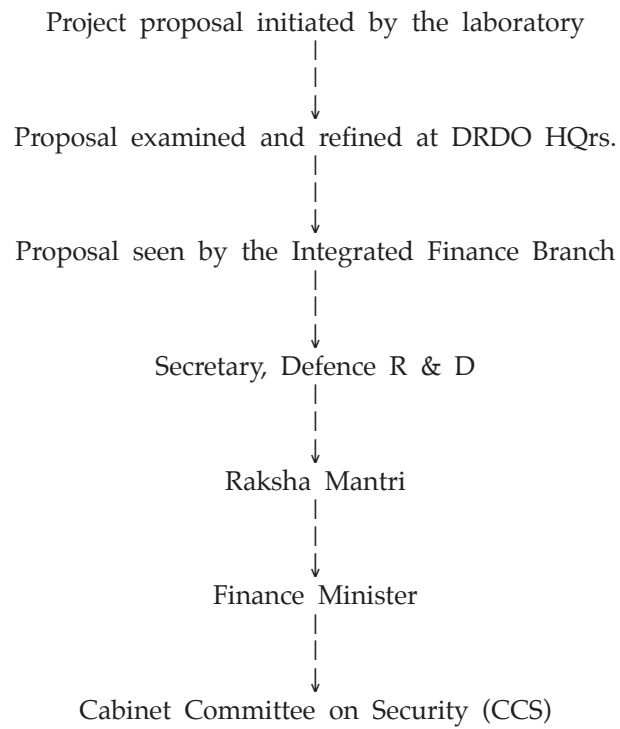 Project proposal initiated by the laboratory
Proposal examined and refined at DRDO HQrs.
Proposal seen by the Integrated Finance Branch
Secretary, Defence R & D
Raksha Mantri
Finance Minister
Cabinet Committee on Security (CCS)